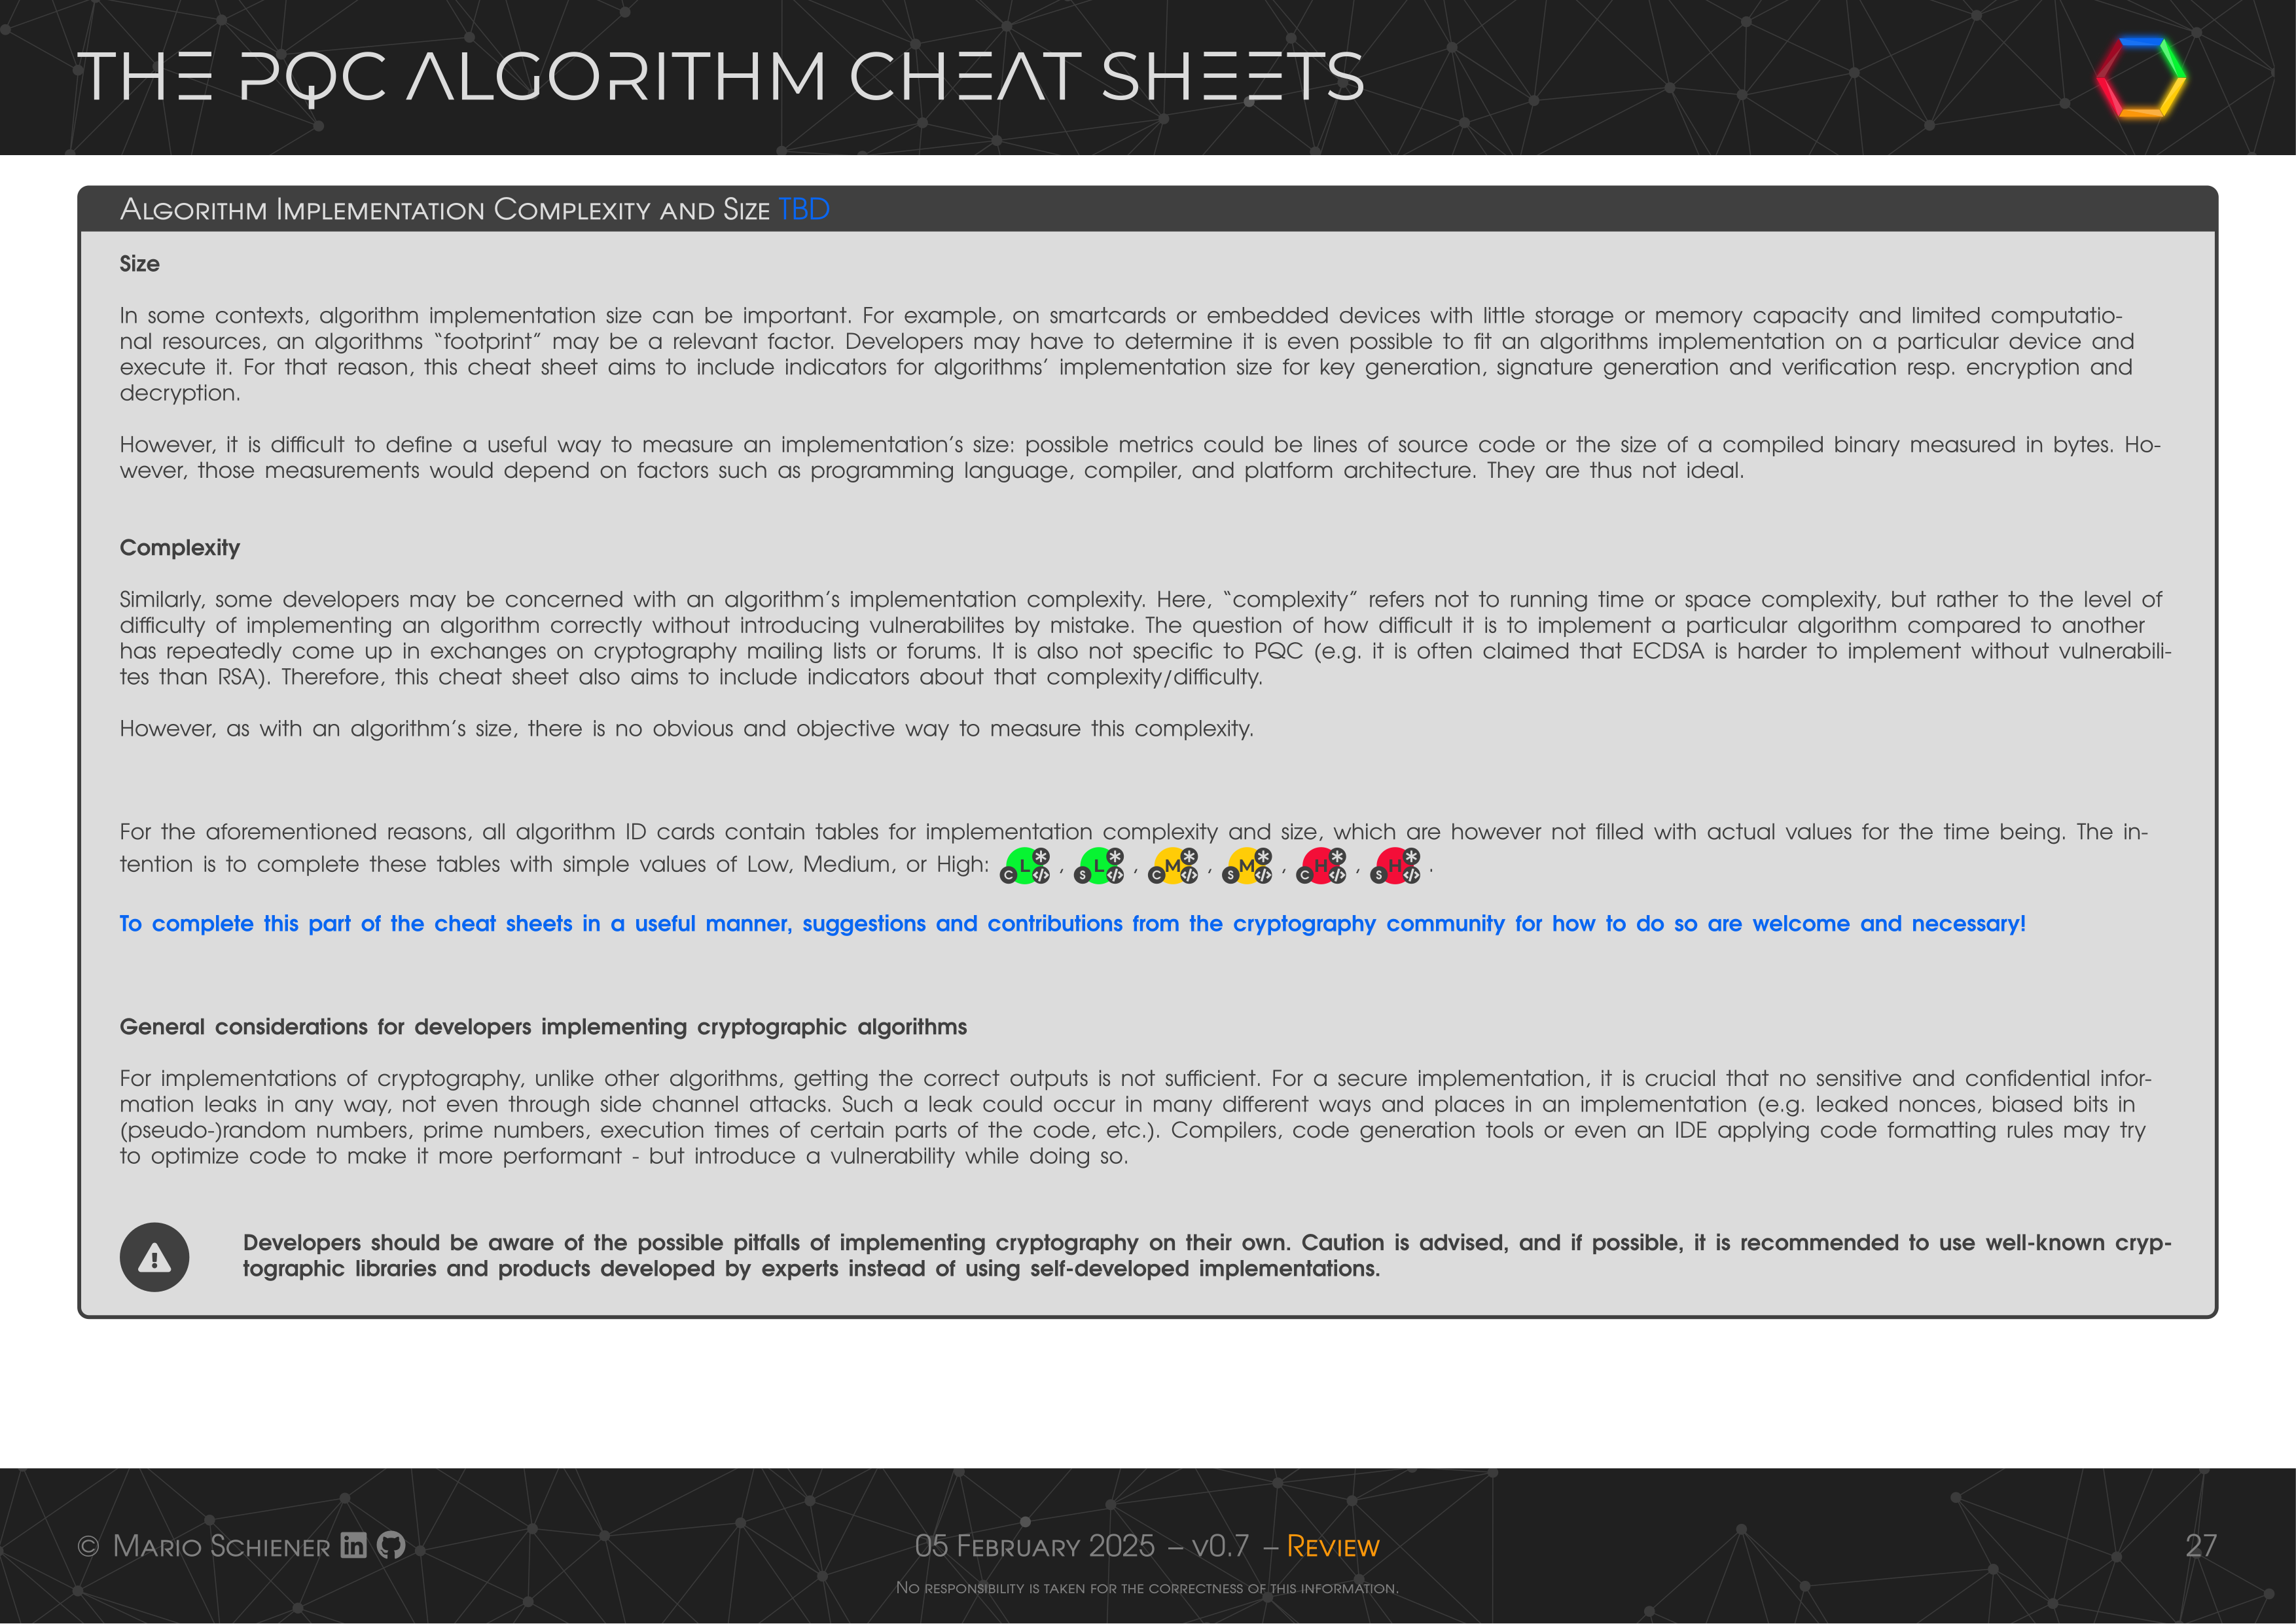 THE PQC ALGORITHM CHEAT SHEETS
Algorithm Implementation Complexity and Size TBD
Size
In some contexts, algorithm implementation size can be important. For example, on smartcards or embedded devices with little storage or memory capacity and limited computatio-
nal resources, an algorithms “footprint” may be a relevant factor. Developers may have to determine it is even possible to fit an algorithms implementation on a particular device and
execute it. For that reason, this cheat sheet aims to include indicators for algorithms’ implementation size for key generation, signature generation and verification resp. encryption and
decryption.
However, it is difficult to define a useful way to measure an implementation’s size: possible metrics could be lines of source code or the size of a compiled binary measured in bytes. Ho-
wever, those measurements would depend on factors such as programming language, compiler, and platform architecture. They are thus not ideal.
Complexity
Similarly, some developers may be concerned with an algorithm’s implementation complexity. Here, “complexity” refers not to running time or space complexity, but rather to the level of
difficulty of implementing an algorithm correctly without introducing vulnerabilites by mistake. The question of how difficult it is to implement a particular algorithm compared to another
has repeatedly come up in exchanges on cryptography mailing lists or forums. It is also not specific to PQC (e.g. it is often claimed that ECDSA is harder to implement without vulnerabili-
tes than RSA). Therefore, this cheat sheet also aims to include indicators about that complexity/difficulty.
However, as with an algorithm’s size, there is no obvious and objective way to measure this complexity.
For the aforementioned reasons, all algorithm ID cards contain tables for implementation complexity and size, which are however not filled with actual values for the time being. The in-
tention is to complete these tables with simple values of Low, Medium, or High: C L * </> , S L * </> , C M * </> , S M * </> , C H * </> , S H * </> .
To complete this part of the cheat sheets in a useful manner, suggestions and contributions from the cryptography community for how to do so are welcome and necessary!
General considerations for developers implementing cryptographic algorithms
For implementations of cryptography, unlike other algorithms, getting the correct outputs is not sufficient. For a secure implementation, it is crucial that no sensitive and confidential infor-
mation leaks in any way, not even through side channel attacks. Such a leak could occur in many different ways and places in an implementation (e.g. leaked nonces, biased bits in
(pseudo-)random numbers, prime numbers, execution times of certain parts of the code, etc.). Compilers, code generation tools or even an IDE applying code formatting rules may try
to optimize code to make it more performant - but introduce a vulnerability while doing so.
Developers should be aware of the possible pitfalls of implementing cryptography on their own. Caution is advised, and if possible, it is recommended to use well-known cryp-
tographic libraries and products developed by experts instead of using self-developed implementations.
© Mario Schiener in
05 February 2025 – v0.7 – Review
27
No responsibility is taken for the correctness of this information.